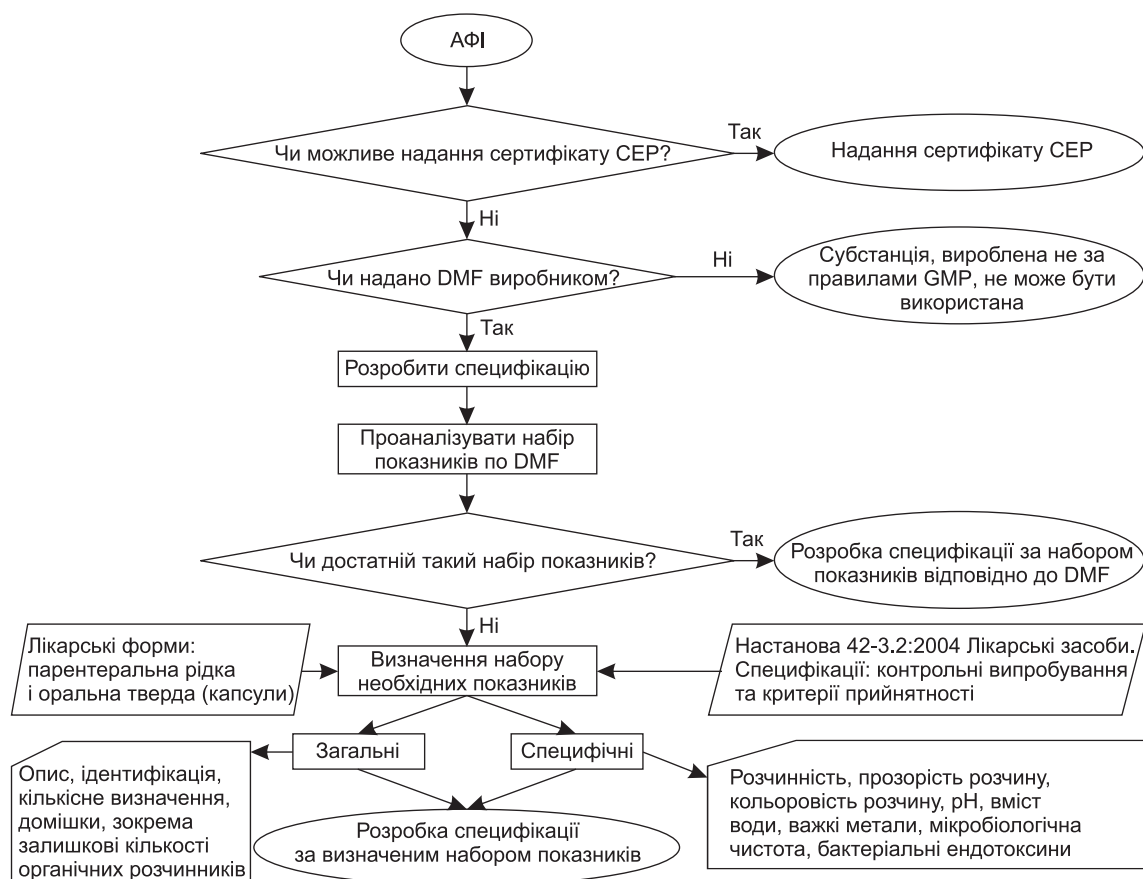 АФІ
Чи можливе надання сертифікату СЕР?
Так
Надання сертифікату СЕР
Ні
Чи надано DMF виробником?
Ні
Субстанція, вироблена не за
правилами GMP, не може бути
використана
Так
Розробити специфікацію
Проаналізувати набір
показників по DMF
Чи достатній такий набір показників?
Так
Розробка специфікації за набором
показників відповідно до DMF
Ні
Лікарські форми:
парентеральна рідка
і оральна тверда (капсули)
Визначення набору
необхідних показників
Настанова 42-3.2:2004 Лікарські засоби.
Специфікації: контрольні випробування
та критерії прийнятності
Загальні
Специфічні
Опис, ідентифікація,
кількісне визначення,
домішки, зокрема
залишкові кількості
органічних розчинників
Розробка специфікації
за визначеним набором показників
Розчинність, прозорість розчину,
кольоровість розчину, рН, вміст
води, важкі метали, мікробіологічна
чистота, бактеріальні ендотоксини